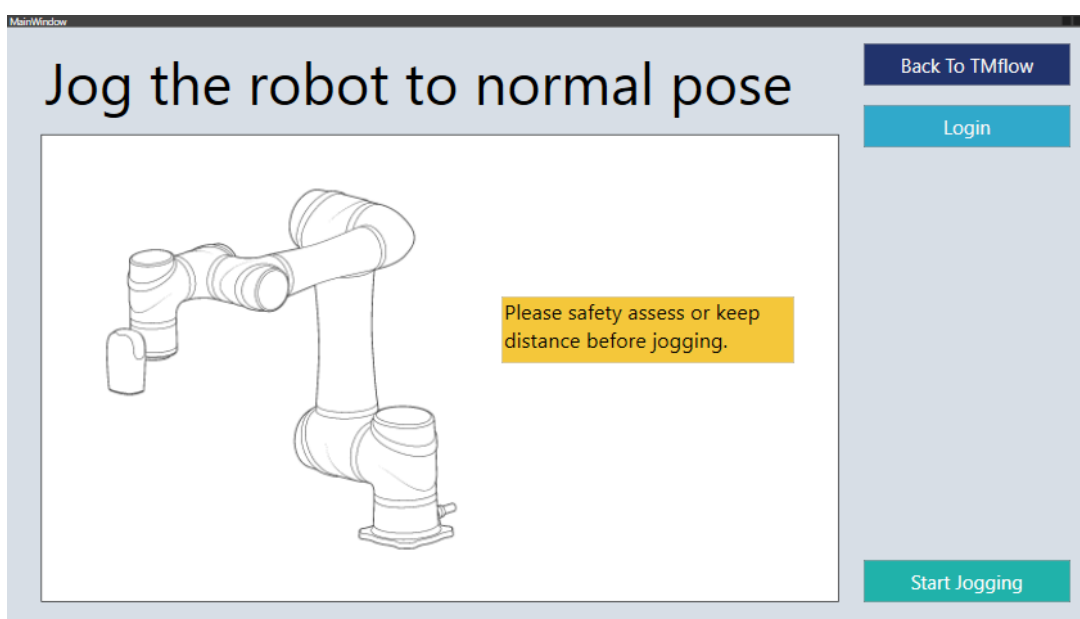 MainWindow
Jog the robot to normal pose
Back To TMflow
Login
Please safety assess or keep
distance before jogging.
Start Jogging